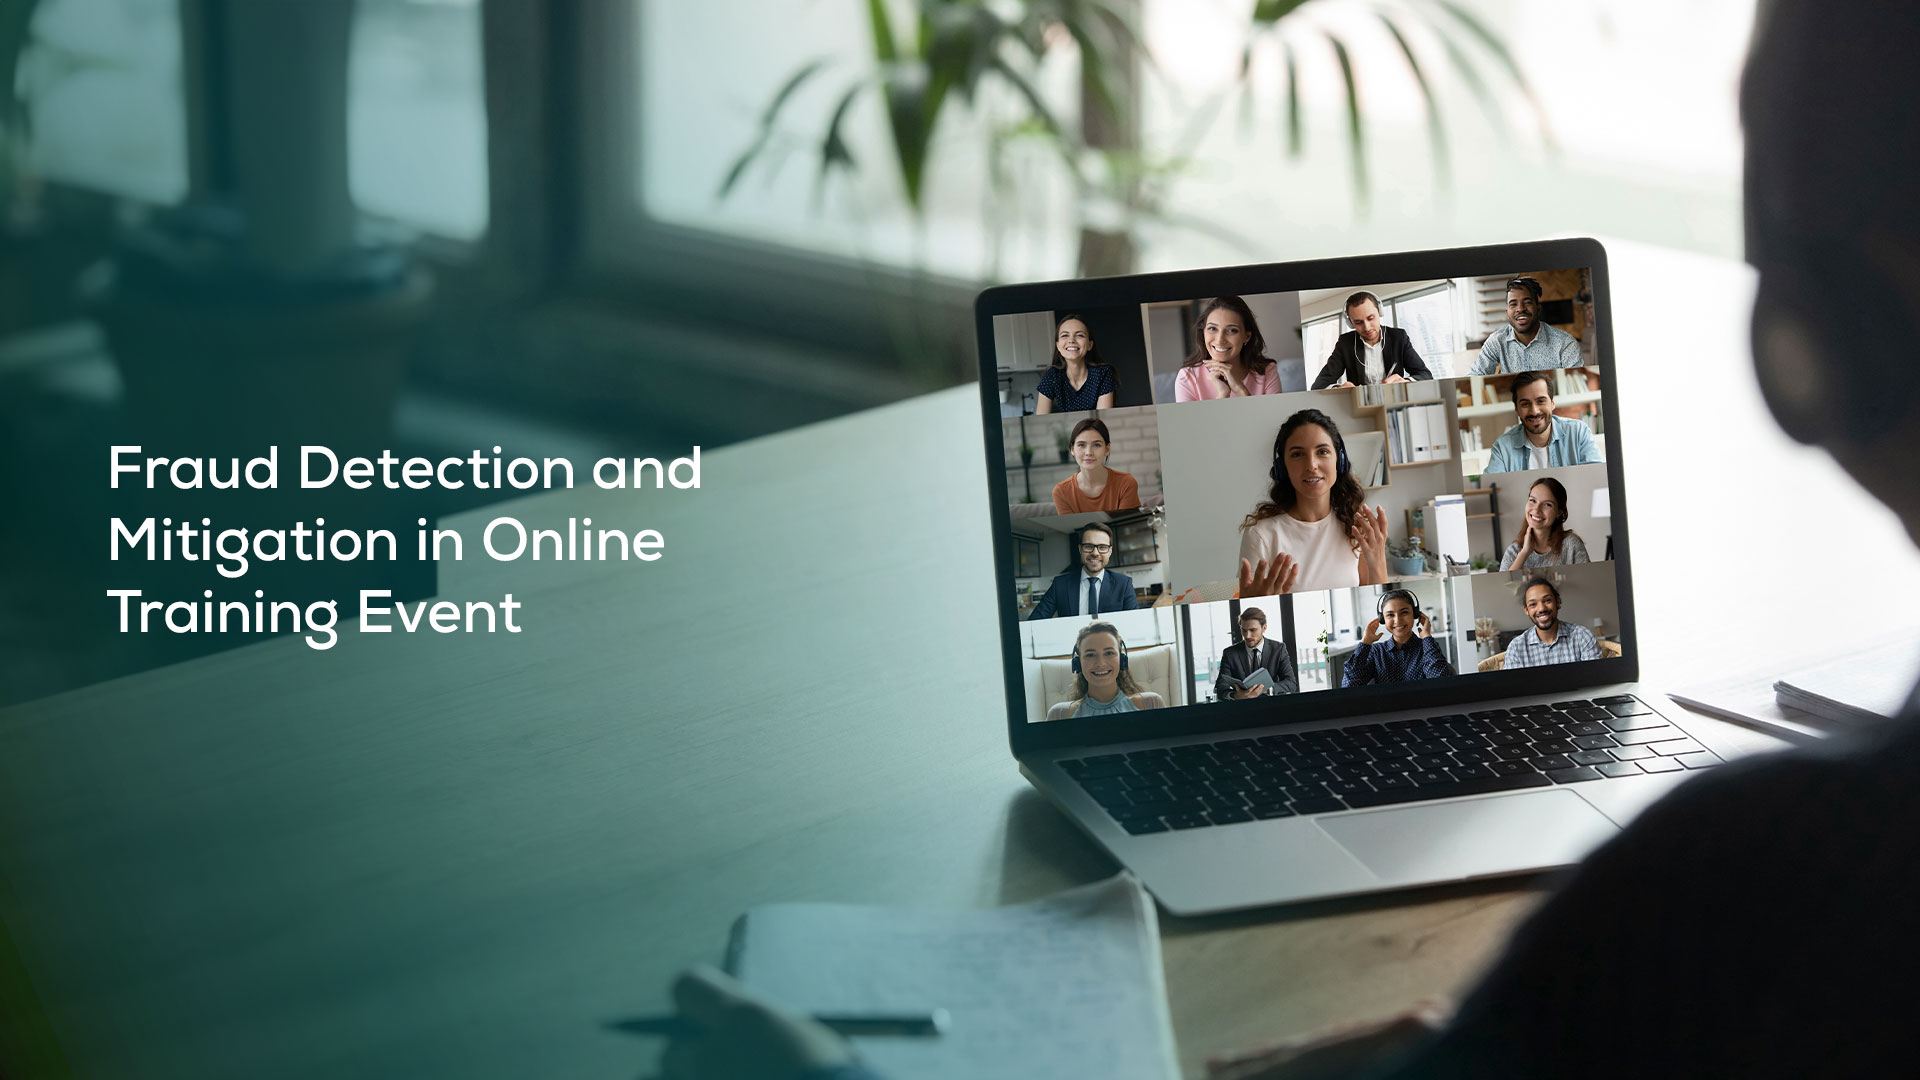 Fraud Detection and
Mitigation in Online
Training Event